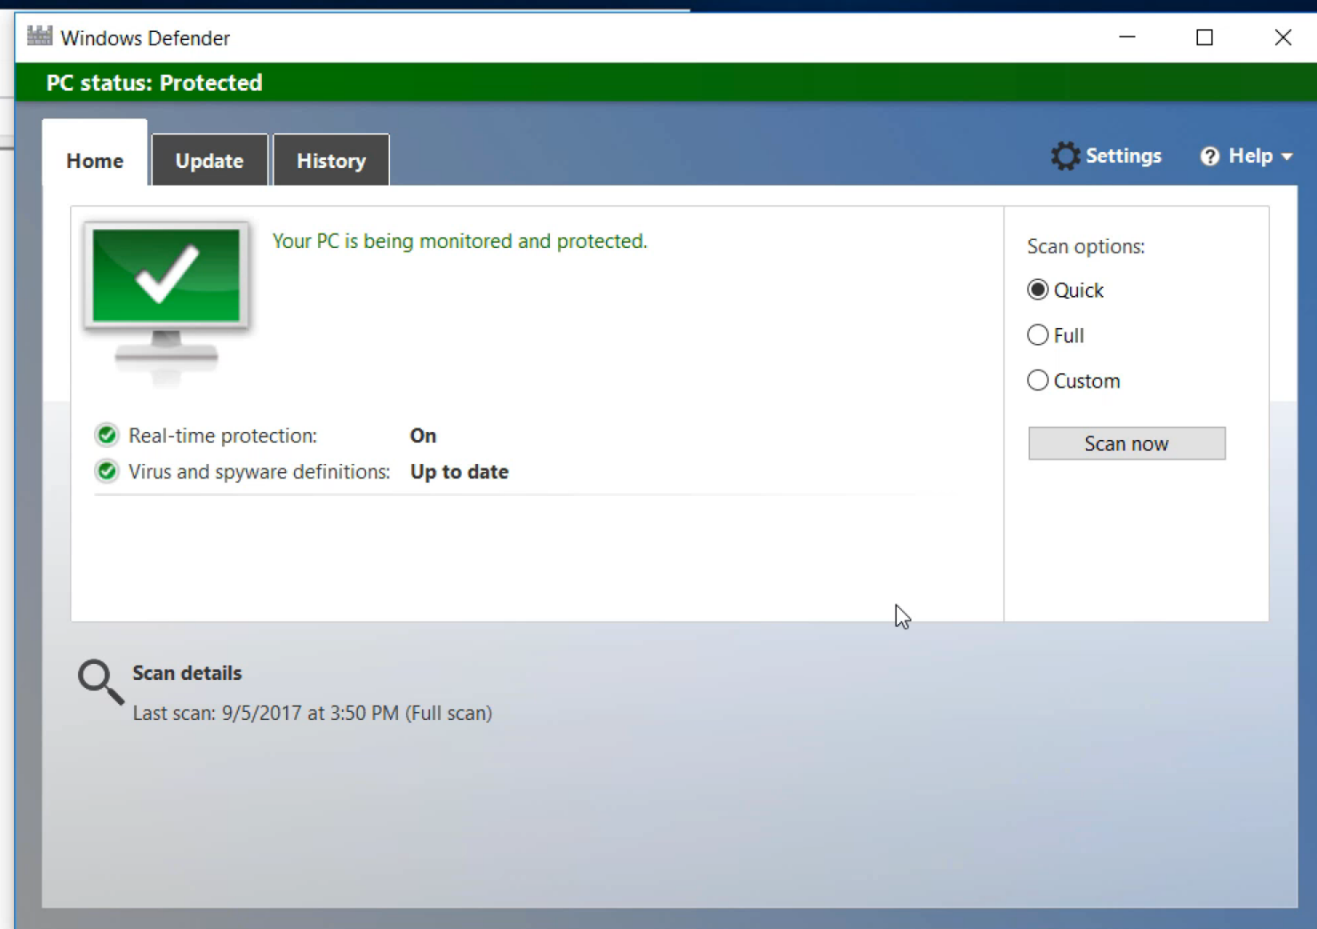 Windows Defender
PC status: Protected
Home Update History Settings ? Help
Your PC is being monitored and protected.
Scan options:
Quick
Full
Custom
Scan now
Real-time protection: On
Virus and spyware definitions: Up to date
Scan details
Last scan: 9/5/2017 at 3:50 PM (Full scan)